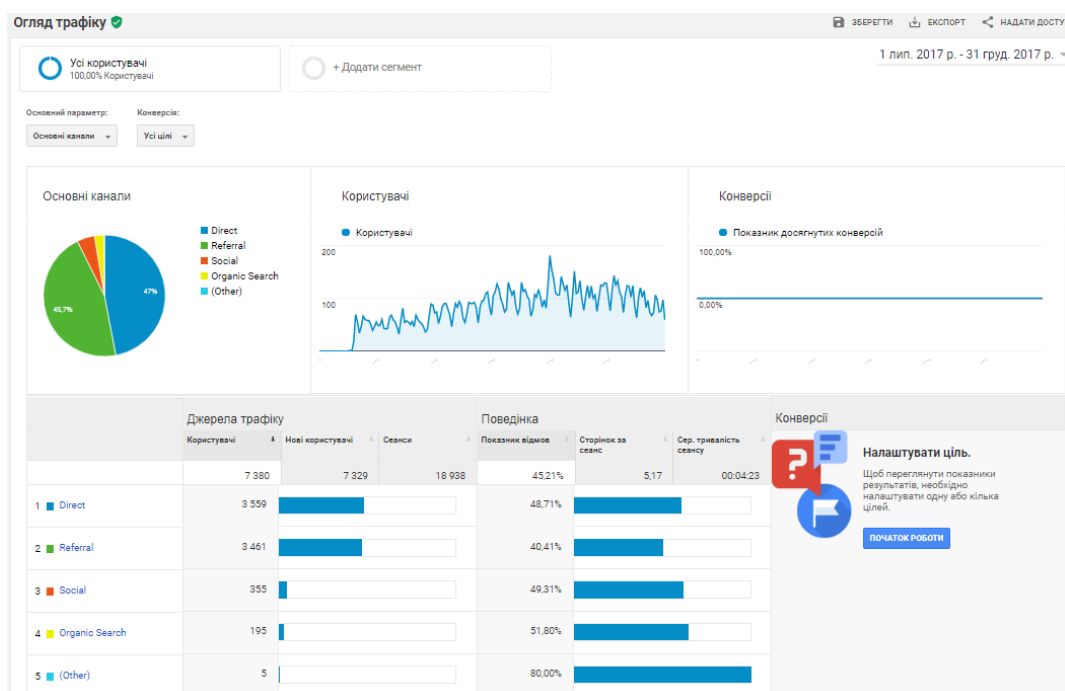 Огляд трафіку
ЗБЕРЕГТИ ЕКСПОРТ НАДАТИ ДОСТУ
Усі користувачі
100,00% Користувачі
+ Додати сегмент
1 лип. 2017 р. - 31 груд. 2017 р.
Основний параметр: Конверсія:
Основні канали Усі цілі
Основні канали
Direct
Referral
Social
Organic Search
(Other)
47%
45,7%
Користувачі
Користувачі
200
100
Конверсії
Показник досягнутих конверсій
100,00%
0,00%
Джерела трафіку Поведінка Конверсії
Користувачі Нові користувачі Сеанси Показник відмов Сторінок за сеанс Сер. тривалість сеансу
7 380 7 329 18 938 45,21% 5,17 00:04:23
1 Direct 3 559 48,71%
2 Referral 3 461 40,41%
3 Social 355 49,31%
4 Organic Search 195 51,80%
5 (Other) 5 80,00%
Налаштувати ціль.
Щоб переглянути показники
результатів, необхідно
налаштувати одну або кілька
цілей.
ПОЧАТОК РОБОТИ